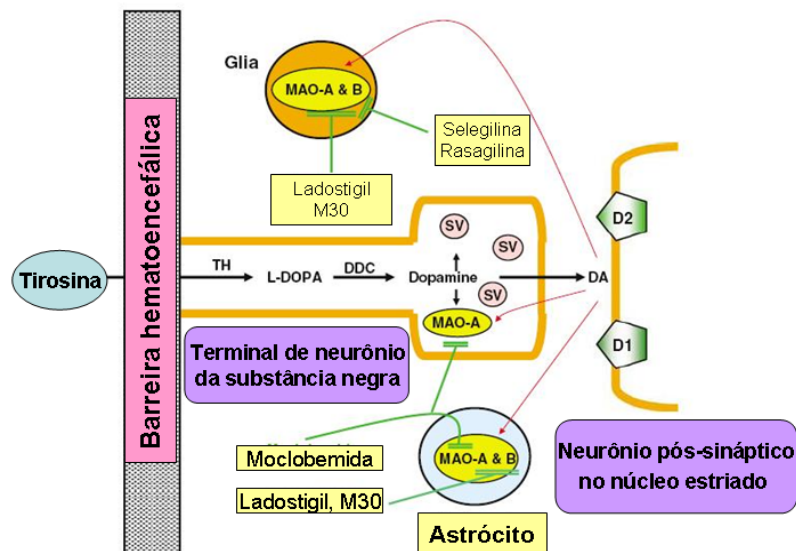 Glia
MAO-A & B
Selegilina
Rasagilina
Ladostigil
M30
Barreira hematoencefálica
Tirosina
TH
L-DOPA
DDC
Dopamine
SV
SV
SV
MAO-A
DA
D2
D1
Terminal de neurônio
da substância negra
Moclobemida
Ladostigil, M30
MAO-A & B
Astrócito
Neurônio pós-sináptico
no núcleo estriado